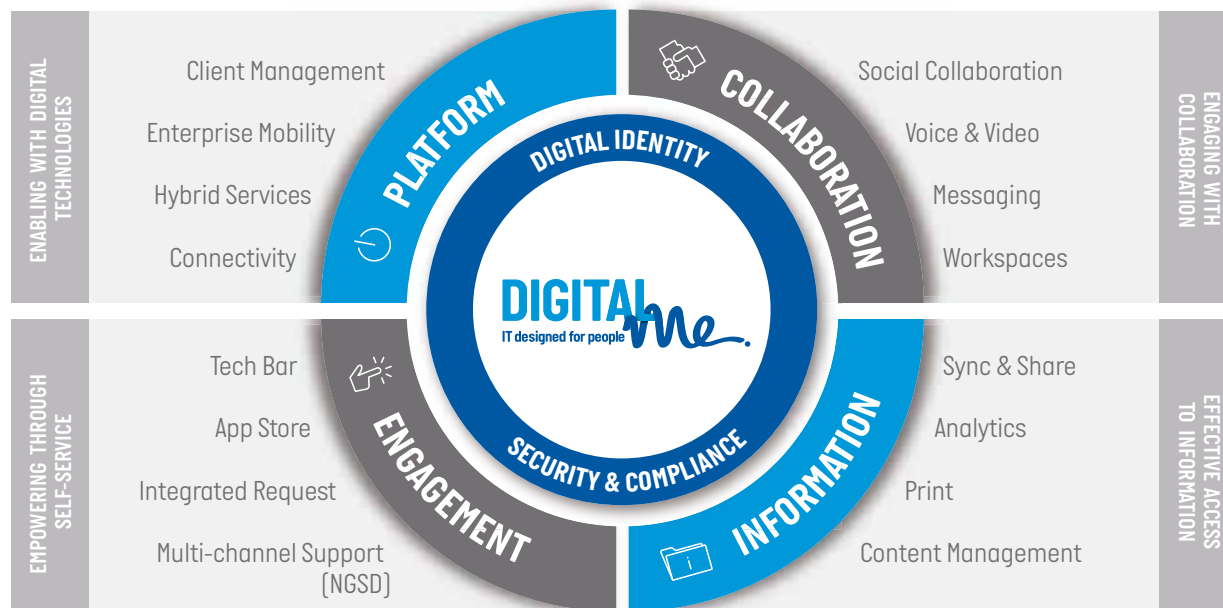 ENABLING WITH DIGITAL
TECHNOLOGIES
Client Management
Enterprise Mobility
Hybrid Services
Connectivity
PLATFORM
COLLABORATION
Social Collaboration
Voice & Video
Messaging
Workspaces
ENGAGING WITH
COLLABORATION
DIGITAL IDENTITY
DIGITAL me.
IT designed for people
SECURITY & COMPLIANCE
EMPOWERING THROUGH
SELF-SERVICE
Tech Bar
App Store
Integrated Request
Multi-channel Support
(NGSD)
ENGAGEMENT
INFORMATION
i
Sync & Share
Analytics
Print
Content Management
EFFECTIVE ACCESS
TO INFORMATION